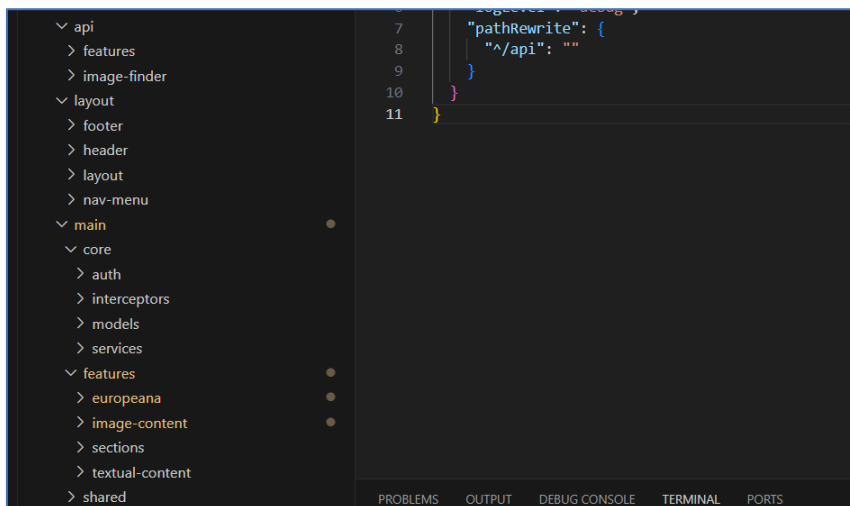 api
features
image-finder
layout
footer
header
layout
nav-menu
main
core
auth
interceptors
models
services
features
europeana
image-content
sections
textual-content
shared
7 "pathRewrite": {
8 "^/api": ""
9 }
10 }
11 }
PROBLEMS OUTPUT DEBUG CONSOLE TERMINAL PORTS